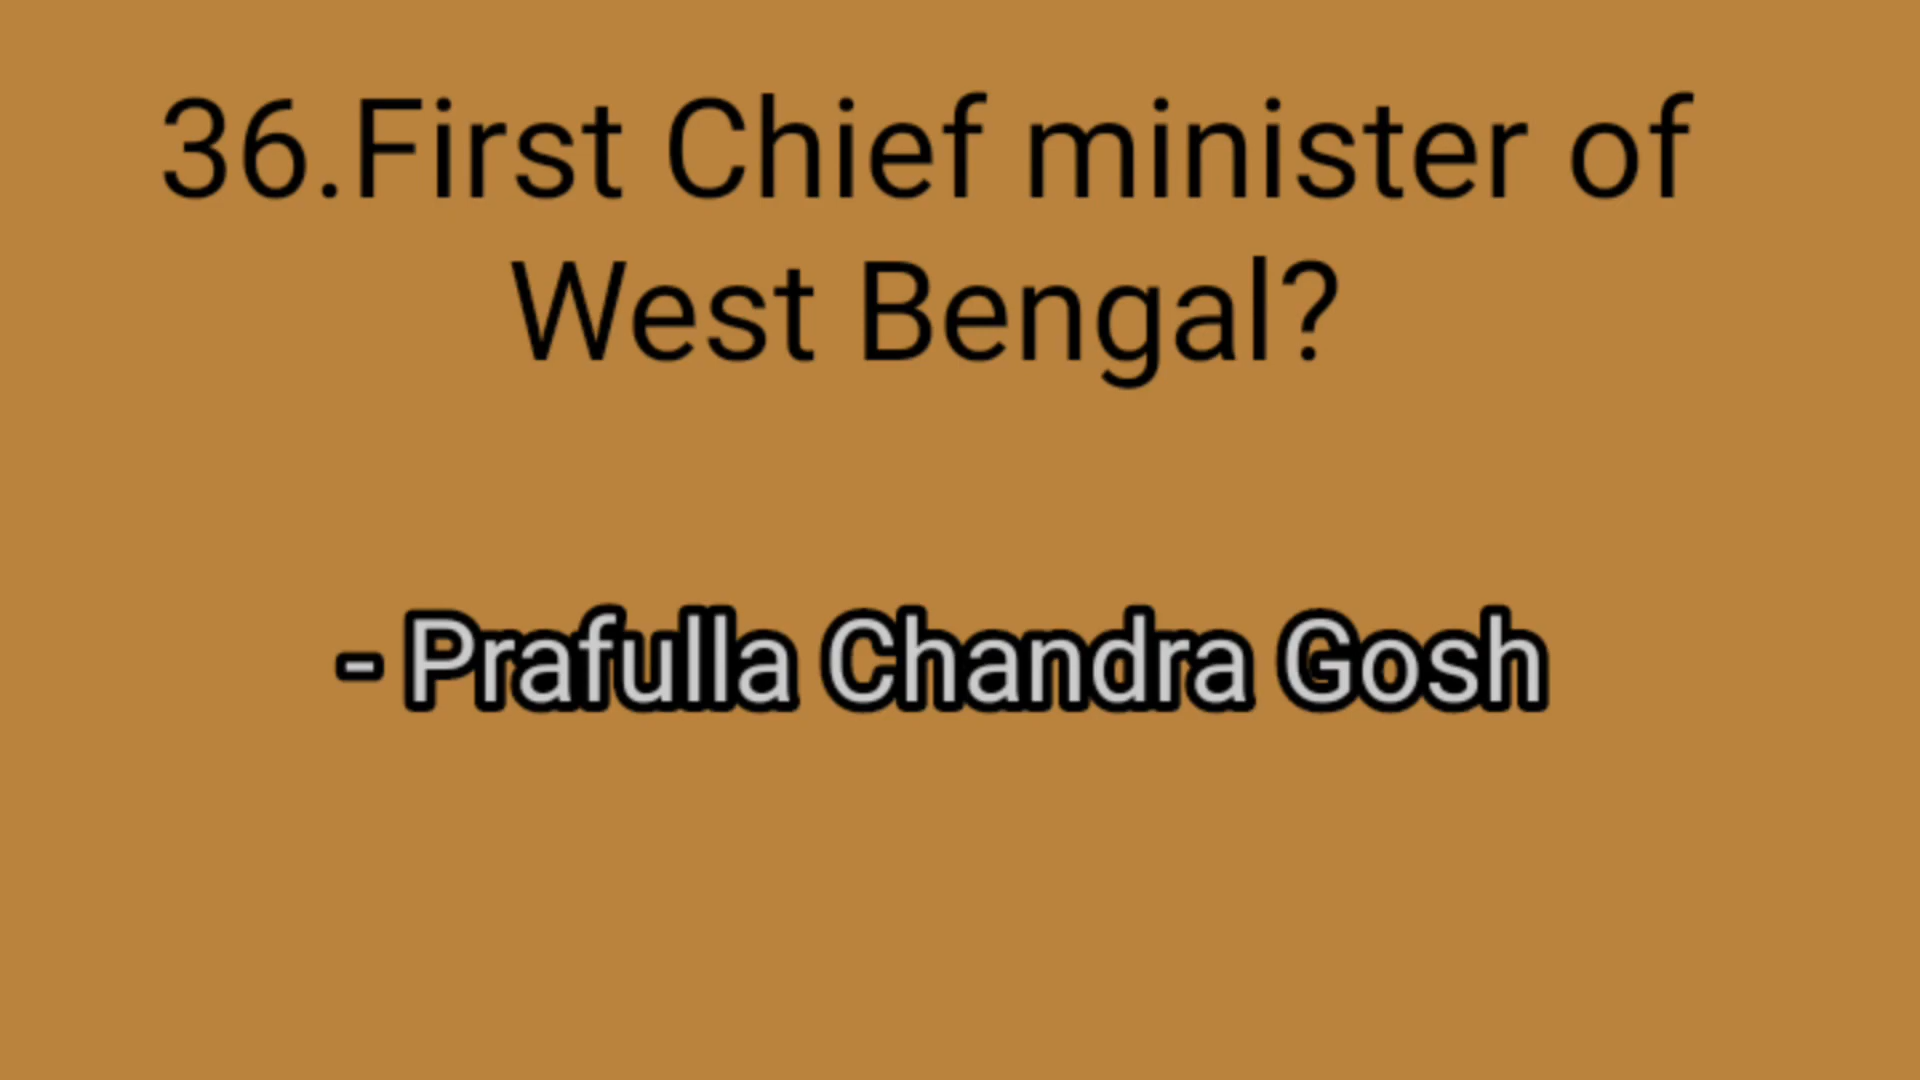 36.First Chief minister of
West Bengal?
- Prafulla Chandra Gosh